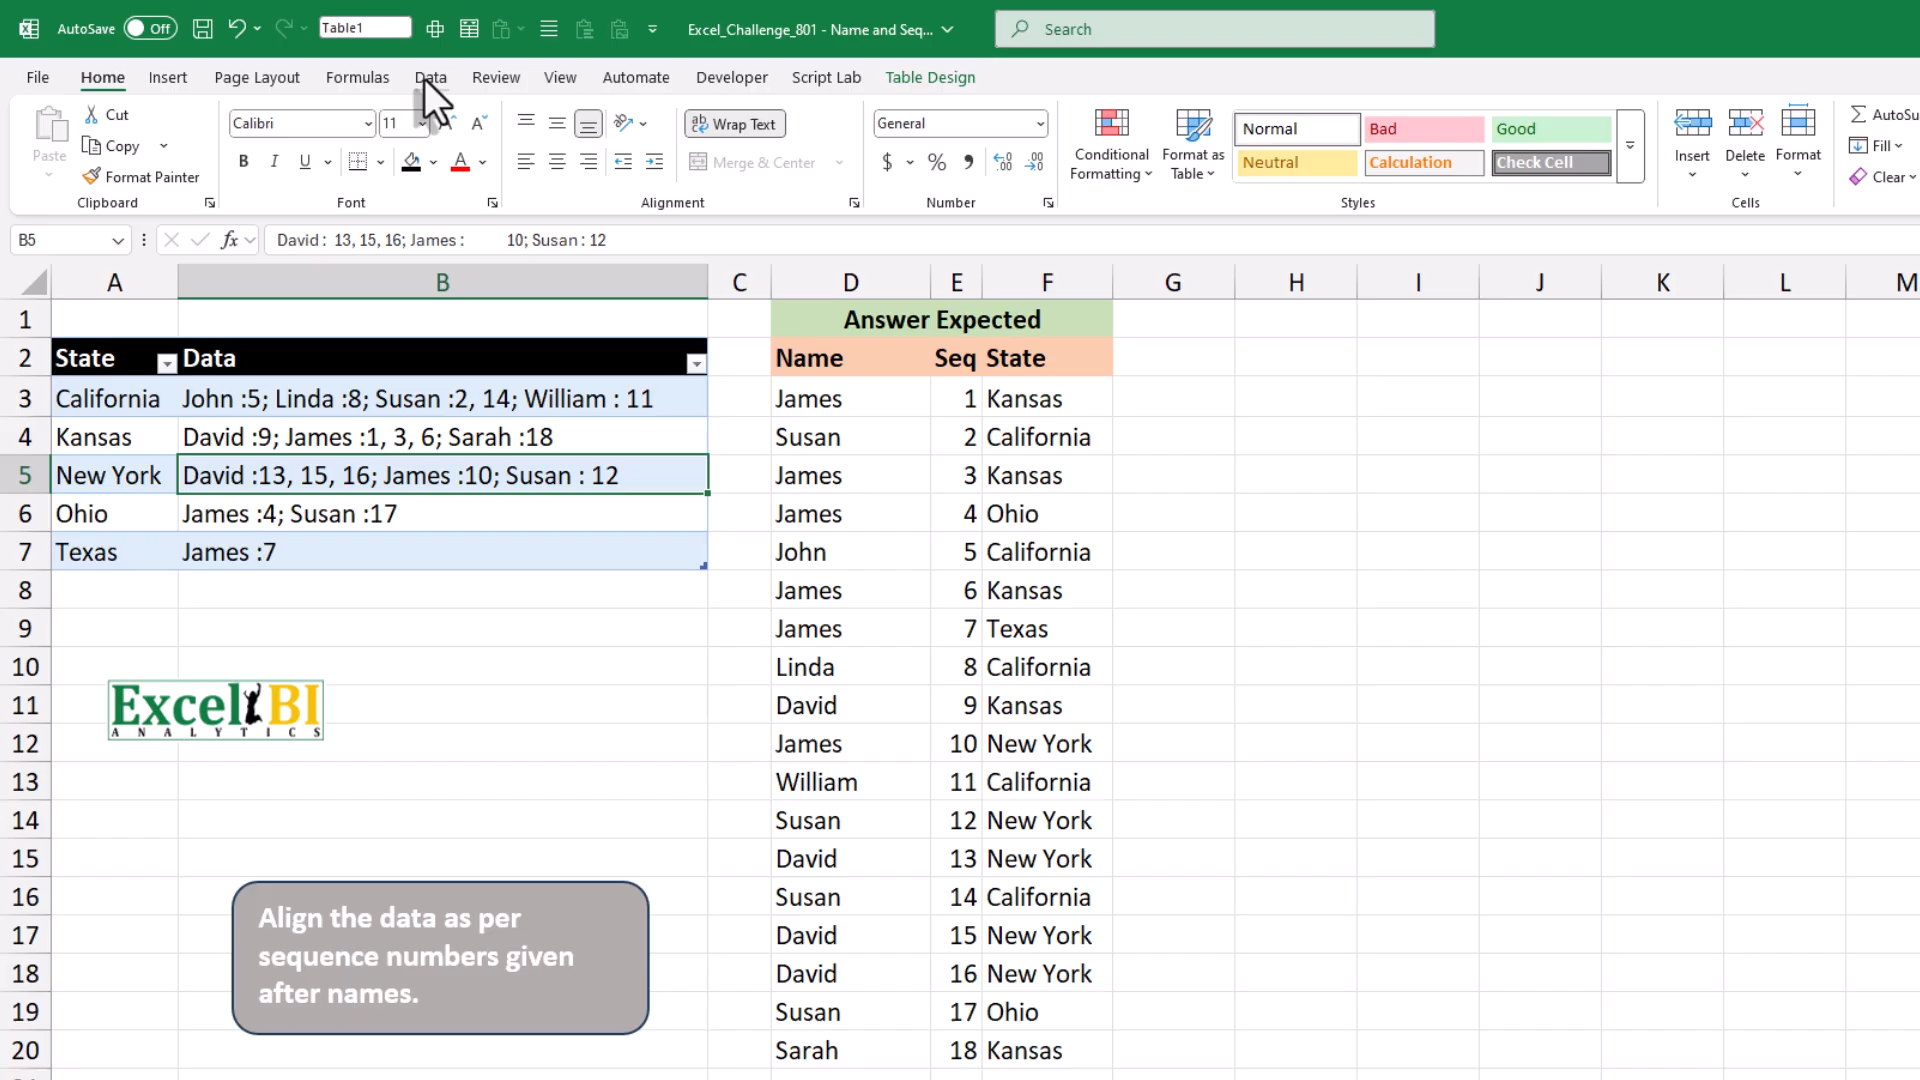 AutoSave Off Table1 Excel_Challenge_801 - Name and Seq... Search
File Home Insert Page Layout Formulas Data Review View Automate Developer Script Lab Table Design
Paste Cut Copy Format Painter Clipboard
Calibri 11 B I U A Font
Wrap Text Merge & Center Alignment
General $ % Number
Conditional Formatting Format as Table Normal Bad Good Neutral Calculation Check Cell Styles
Insert Delete Format Cells
AutoSu Fill Clear
B5 fx David : 13, 15, 16; James : 10; Susan : 12
A B C D E F G H I J K L M
1 Answer Expected
2 State Data Name Seq State
3 California John :5; Linda :8; Susan :2, 14; William : 11 James 1 Kansas
4 Kansas David :9; James :1, 3, 6; Sarah :18 Susan 2 California
5 New York David :13, 15, 16; James :10; Susan : 12 James 3 Kansas
6 Ohio James :4; Susan :17 James 4 Ohio
7 Texas James :7 John 5 California
8 James 6 Kansas
9 James 7 Texas
10 Linda 8 California
11 David 9 Kansas
12 James 10 New York
13 William 11 California
14 Susan 12 New York
15 David 13 New York
16 Susan 14 California
17 David 15 New York
18 David 16 New York
19 Susan 17 Ohio
20 Sarah 18 Kansas
Excel BI
ANALYTICS
Align the data as per
sequence numbers given
after names.